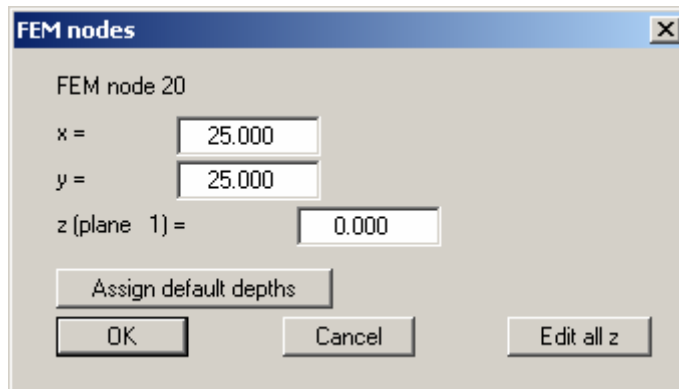 FEM nodes
FEM node 20
x = 25.000
y = 25.000
z (plane 1) = 0.000
Assign default depths
OK Cancel Edit all z